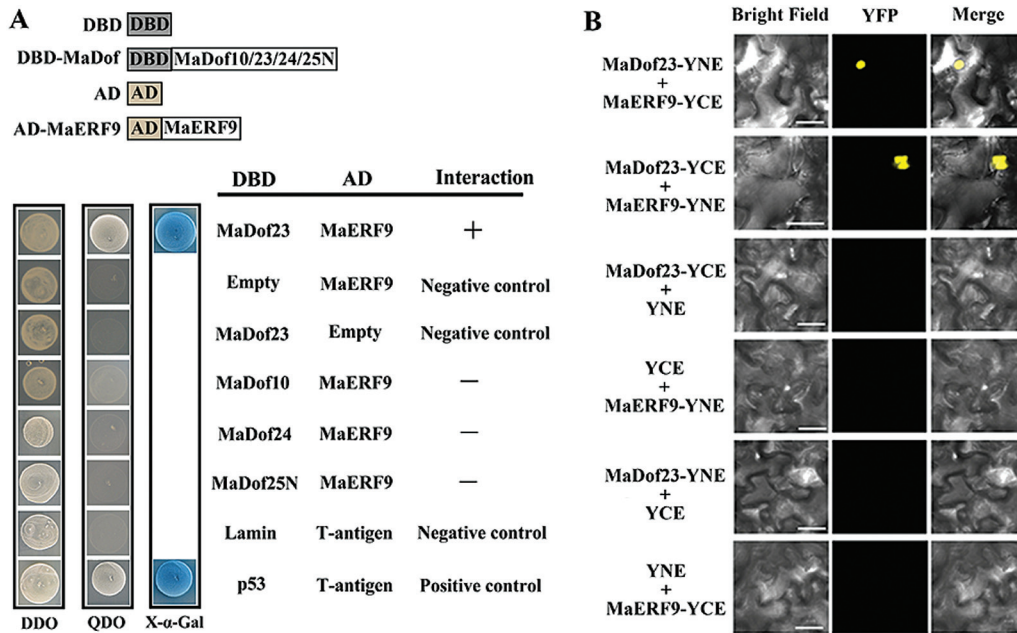 A
DBD DBD
DBD-MaDof DBD MaDof10/23/24/25N
AD AD
AD-MaERF9 AD MaERF9
DBD AD Interaction
MaDof23 MaERF9 +
Empty MaERF9 Negative control
MaDof23 Empty Negative control
MaDof10 MaERF9 −
MaDof24 MaERF9 −
MaDof25N MaERF9 −
Lamin T-antigen Negative control
p53 T-antigen Positive control
DDO QDO X-α-Gal
B
Bright Field YFP Merge
MaDof23-YNE
+
MaERF9-YCE
MaDof23-YCE
+
MaERF9-YNE
MaDof23-YCE
+
YNE
YCE
+
MaERF9-YNE
MaDof23-YNE
+
YCE
YNE
+
MaERF9-YCE